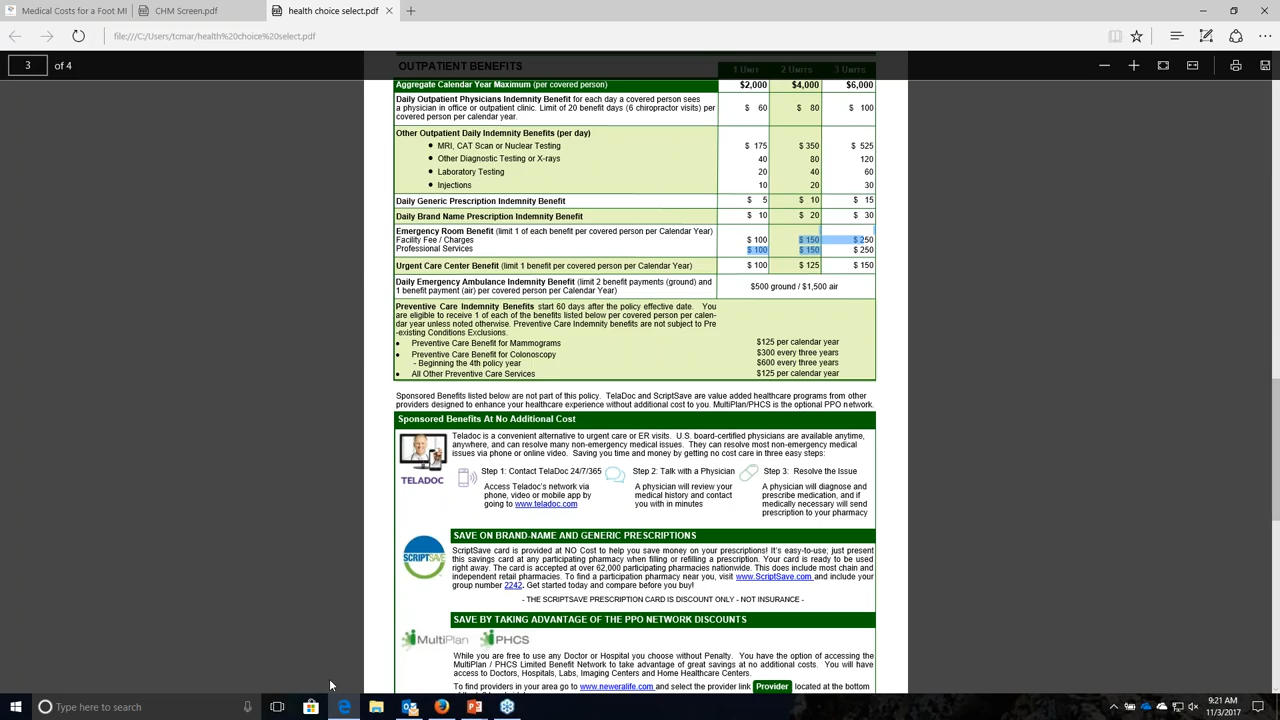 Medical Costs for a Foot MI
CHM Screen.pdf
file:///C:/Users/tcmar/health%20choice%20select.pdf
3 of 4
OUTPATIENT BENEFITS 1 UNIT 2 UNITS 3 UNITS
Aggregate Calendar Year Maximum (per covered person) $2,000 $4,000 $6,000
Daily Outpatient Physicians Indemnity Benefit for each day a covered person sees
a physician in office or outpatient clinic. Limit of 20 benefit days (6 chiropractor visits) per
covered person per calendar year.
$ 60 $ 80 $ 100
Other Outpatient Daily Indemnity Benefits (per day)
• MRI, CAT Scan or Nuclear Testing $ 175 $ 350 $ 525
• Other Diagnostic Testing or X-rays 40 80 120
• Laboratory Testing 20 40 60
• Injections 10 20 30
Daily Generic Prescription Indemnity Benefit $ 5 $ 10 $ 15
Daily Brand Name Prescription Indemnity Benefit $ 10 $ 20 $ 30
Emergency Room Benefit (limit 1 of each benefit per covered person per Calendar Year)
Facility Fee / Charges $ 100 $ 150 $ 250
Professional Services $ 100 $ 150 $ 250
Urgent Care Center Benefit (limit 1 benefit per covered person per Calendar Year) $ 100 $ 125 $ 150
Daily Emergency Ambulance Indemnity Benefit (limit 2 benefit payments (ground) and
1 benefit payment (air) per covered person per Calendar Year)
$500 ground / $1,500 air
Preventive Care Indemnity Benefits start 60 days after the policy effective date. You
are eligible to receive 1 of each of the benefits listed below per covered person per calen-
dar year unless noted otherwise. Preventive Care Indemnity benefits are not subject to Pre
-existing Conditions Exclusions.
• Preventive Care Benefit for Mammograms $125 per calendar year
• Preventive Care Benefit for Colonoscopy $300 every three years
- Beginning the 4th policy year $600 every three years
• All Other Preventive Care Services $125 per calendar year
Sponsored Benefits listed below are not part of this policy. TelaDoc and ScriptSave are value added healthcare programs from other
providers designed to enhance your healthcare experience without additional cost to you. MultiPlan/PHCS is the optional PPO network.
Sponsored Benefits At No Additional Cost
TELADOC
Teladoc is a convenient alternative to urgent care or ER visits. U.S. board-certified physicians are available anytime,
anywhere, and can resolve many non-emergency medical issues. They can resolve most non-emergency medical
issues via phone or online video. Saving you time and money by getting no cost care in three easy steps:
Step 1: Contact TelaDoc 24/7/365
Access Teladoc's network via
phone, video or mobile app by
going to www.teladoc.com
Step 2: Talk with a Physician
A physician will review your
medical history and contact
you with in minutes
Step 3: Resolve the Issue
A physician will diagnose and
prescribe medication, and if
medically necessary will send
prescription to your pharmacy
SCRIPTSAVE
SAVE ON BRAND-NAME AND GENERIC PRESCRIPTIONS
ScriptSave card is provided at NO Cost to help you save money on your prescriptions! It's easy-to-use; just present
this savings card at any participating pharmacy when filling or refilling a prescription. Your card is ready to be used
right away. The card is accepted at over 62,000 participating pharmacies nationwide. This does include most chain and
independent retail pharmacies. To find a participation pharmacy near you, visit www.ScriptSave.com and include your
group number 2242. Get started today and compare before you buy!
- THE SCRIPTSAVE PRESCRIPTION CARD IS DISCOUNT ONLY - NOT INSURANCE -
SAVE BY TAKING ADVANTAGE OF THE PPO NETWORK DISCOUNTS
MultiPlan PHCS
While you are free to use any Doctor or Hospital you choose without Penalty. You have the option of accessing the
MultiPlan / PHCS Limited Benefit Network to take advantage of great savings at no additional costs. You will have
access to Doctors, Hospitals, Labs, Imaging Centers and Home Healthcare Centers.
To find providers in your area go to www.neweralife.com and select the provider link Provider located at the bottom
Type here to search
9:21 AM
11/3/2017